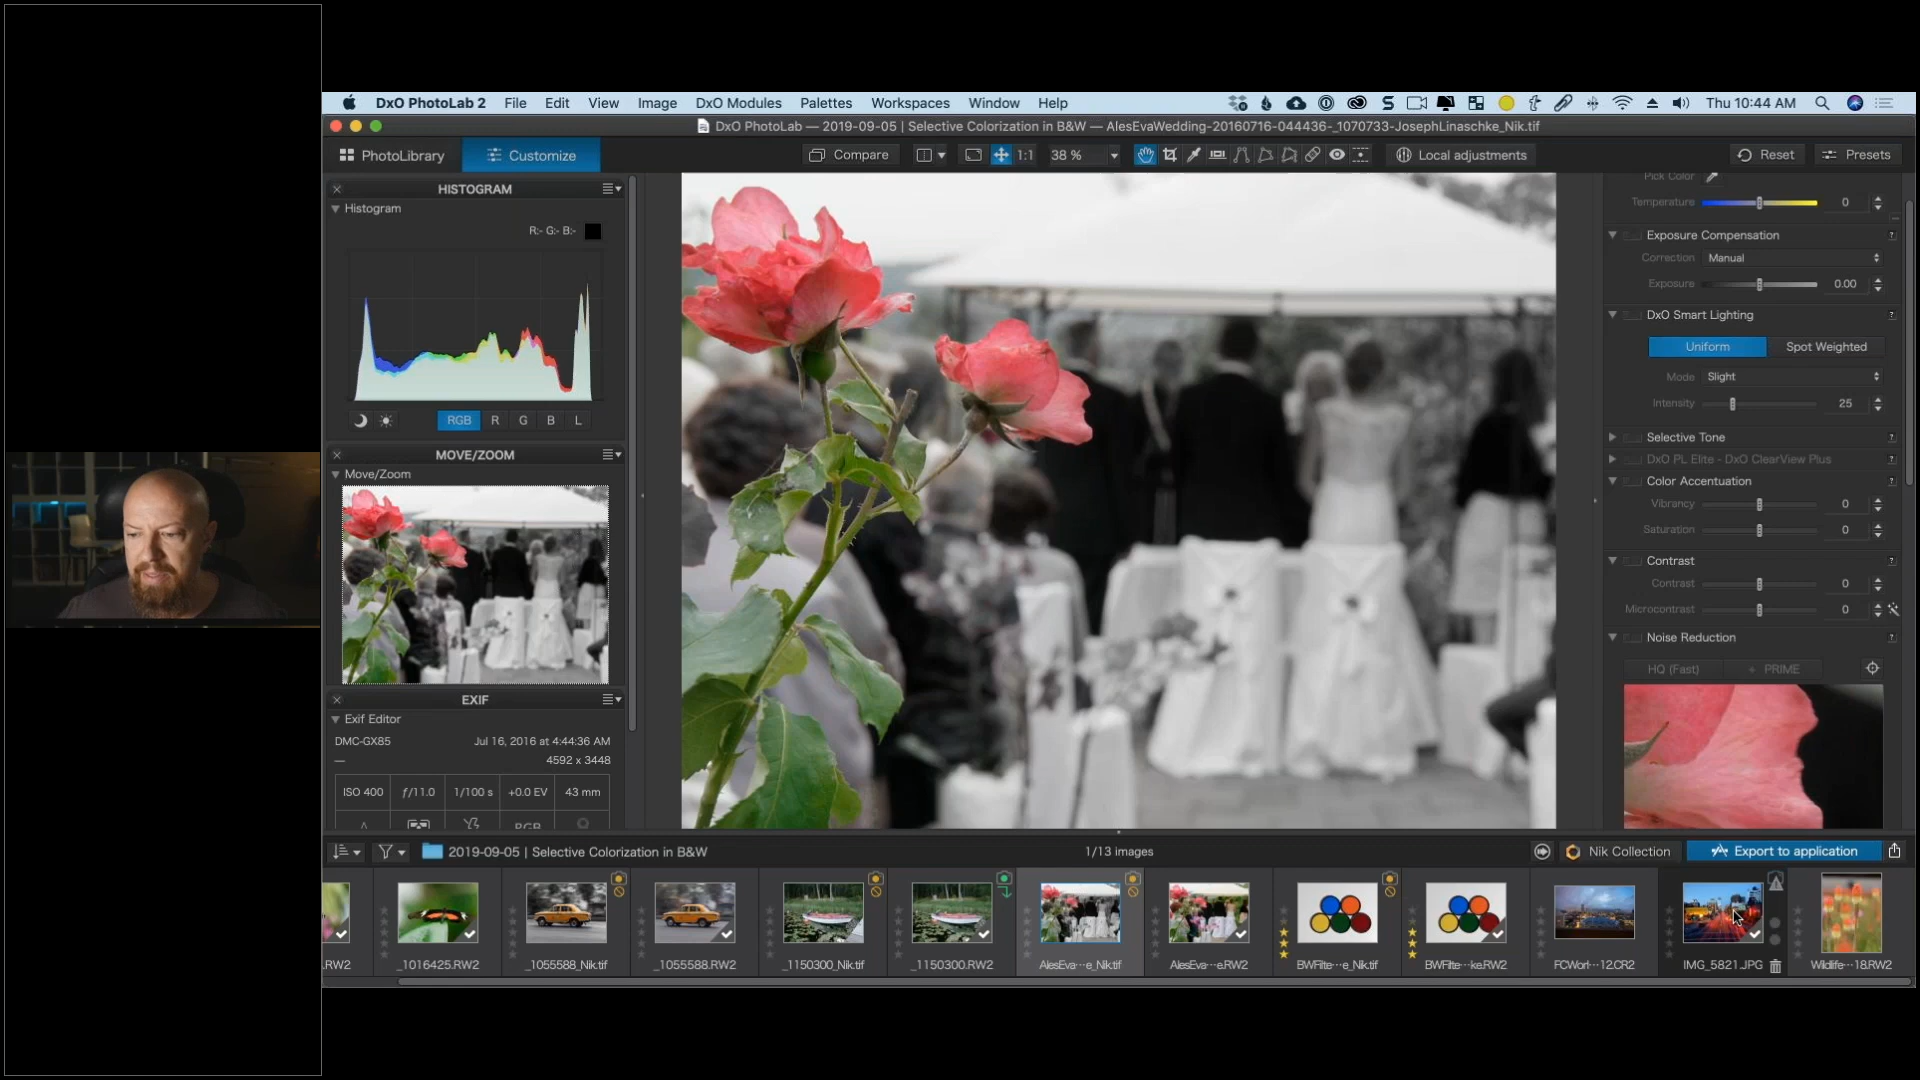 DxO PhotoLab 2 File Edit View Image DxO Modules Palettes Workspaces Window Help Thu 10:44 AM
DxO PhotoLab — 2019-09-05 | Selective Colorization in B&W — AlesEvaWedding-20160716-044436-_1070733-JosephLinaschke_Nik.tif
PhotoLibrary Customize Compare 1:1 38 % Local adjustments Reset Presets
HISTOGRAM
Histogram
R:- G:- B:-
RGB R G B L
MOVE/ZOOM
Move/Zoom
EXIF
Exif Editor
DMC-GX85 Jul 16, 2016 at 4:44:36 AM
— 4592 x 3448
ISO 400 ƒ/11.0 1/100 s +0.0 EV 43 mm
RGB
Pick Color
Temperature 0
Exposure Compensation ?
Correction Manual
Exposure 0.00
DxO Smart Lighting ?
Uniform Spot Weighted
Mode Slight
Intensity 25
Selective Tone ?
DxO PL Elite - DxO ClearView Plus ?
Color Accentuation ?
Vibrancy 0
Saturation 0
Contrast ?
Contrast 0
Microcontrast 0
Noise Reduction ?
HQ (Fast) PRIME
2019-09-05 | Selective Colorization in B&W 1/13 images Nik Collection Export to application
.RW2 _1016425.RW2 _1055588_Nik.tif _1055588.RW2 _1150300_Nik.tif _1150300.RW2 AlesEva···e_Nik.tif AlesEva···e.RW2 BWFilte···e_Nik.tif BWFilte···ke.RW2 FCWorl···12.CR2 IMG_5821.JPG Wildlife···18.RW2